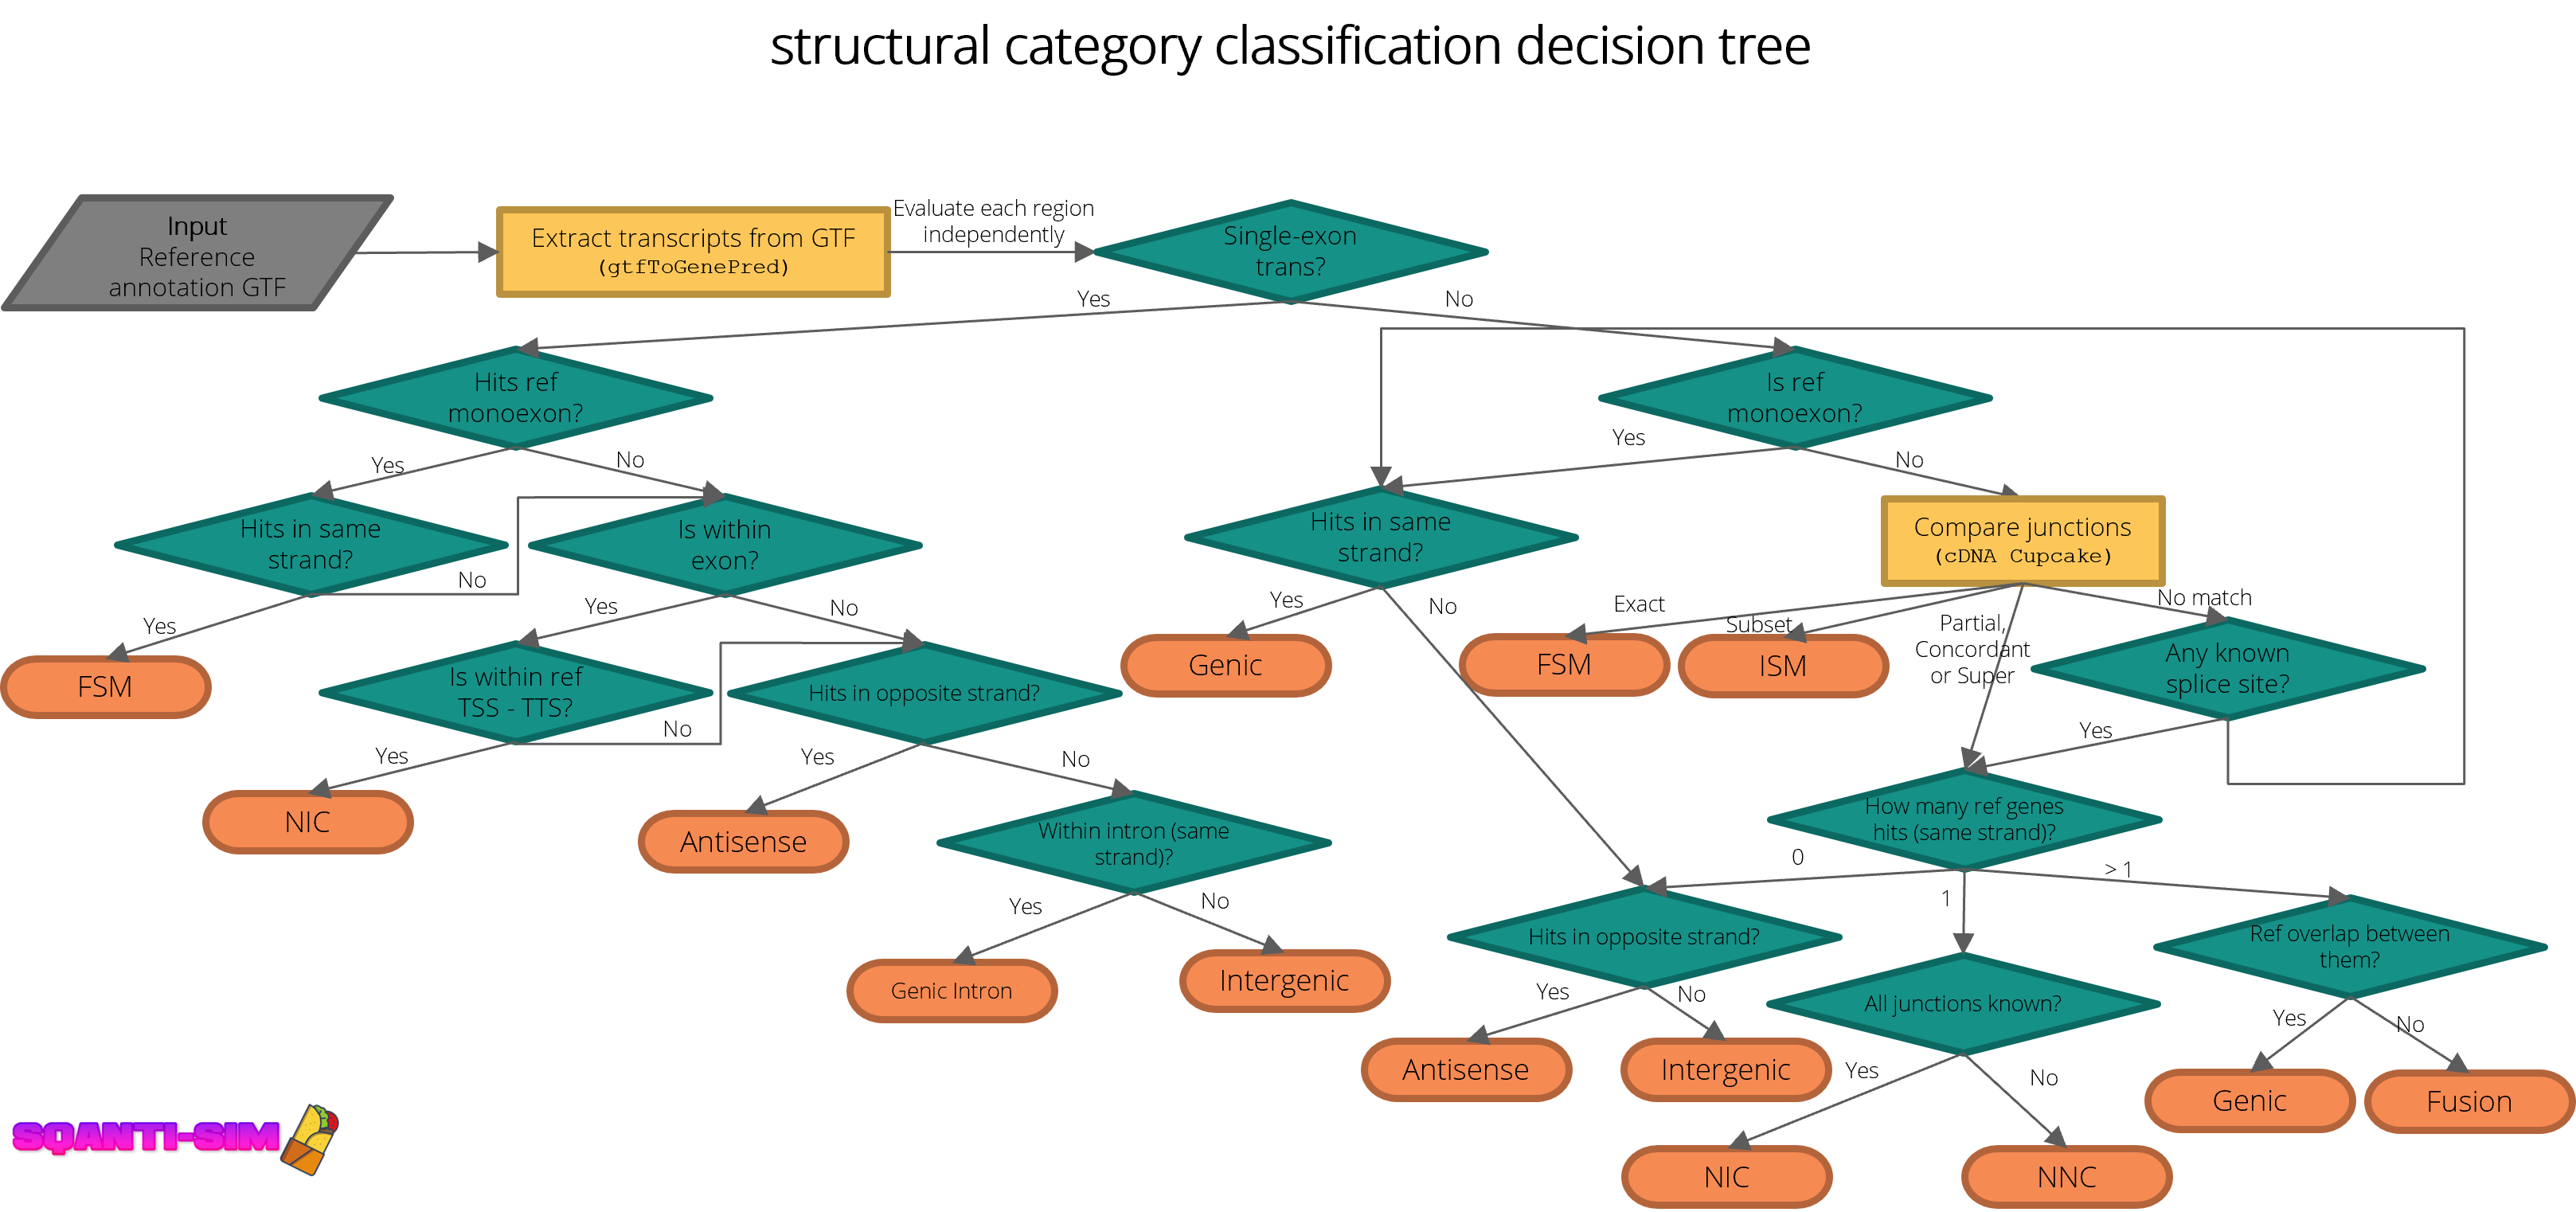 structural category classification decision tree
Input
Reference
annotation GTF
Extract transcripts from GTF
(gtfToGenePred)
Evaluate each region
independently
Single-exon
trans?
Yes
No
Hits ref
monoexon?
Is ref
monoexon?
Yes
No
Yes
No
Hits in same
strand?
Is within
exon?
Hits in same
strand?
Compare junctions
(cDNA Cupcake)
No
Yes
Yes
No
Yes
No
Exact
Subset
Partial,
Concordant
or Super
No match
FSM
Is within ref
TSS - TTS?
Hits in opposite strand?
Genic
FSM
ISM
Any known
splice site?
No
Yes
Yes
No
Yes
NIC
Antisense
Within intron (same
strand)?
How many ref genes
hits (same strand)?
0
1
> 1
Yes
No
Genic Intron
Intergenic
Hits in opposite strand?
Ref overlap between
them?
Yes
No
All junctions known?
Yes
No
Antisense
Intergenic
Yes
No
Genic
Fusion
SQANTI-SIM
NIC
NNC